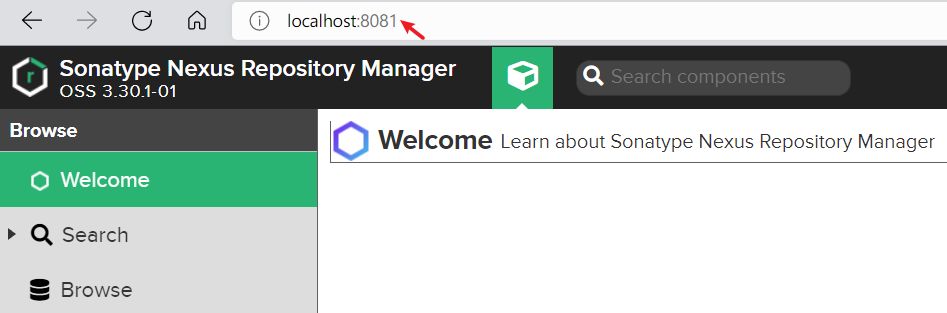 localhost:8081
Sonatype Nexus Repository Manager
OSS 3.30.1-01
Search components
Browse
Welcome Learn about Sonatype Nexus Repository Manager
Welcome
Search
Browse